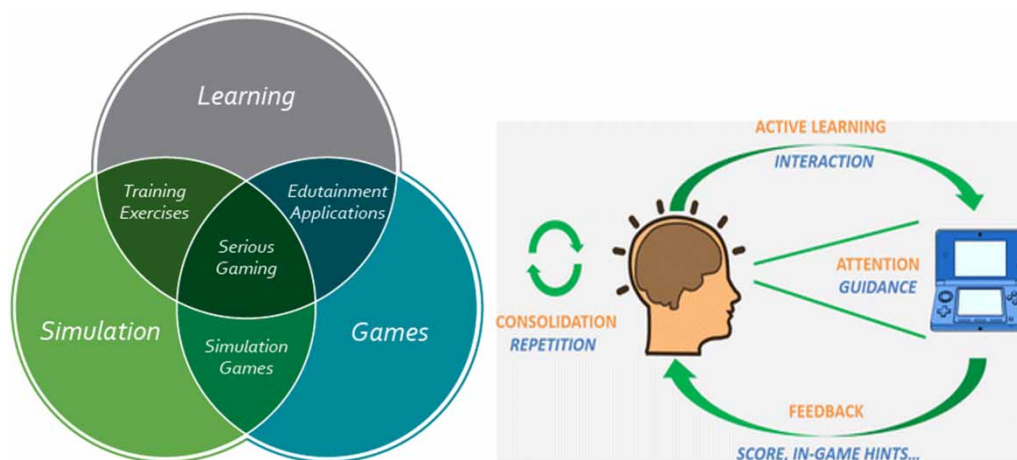 Learning
Training
Exercises
Edutainment
Applications
Serious
Gaming
Simulation
Games
Simulation
Games
ACTIVE LEARNING
INTERACTION
ATTENTION
GUIDANCE
CONSOLIDATION
REPETITION
FEEDBACK
SCORE, IN-GAME HINTS...